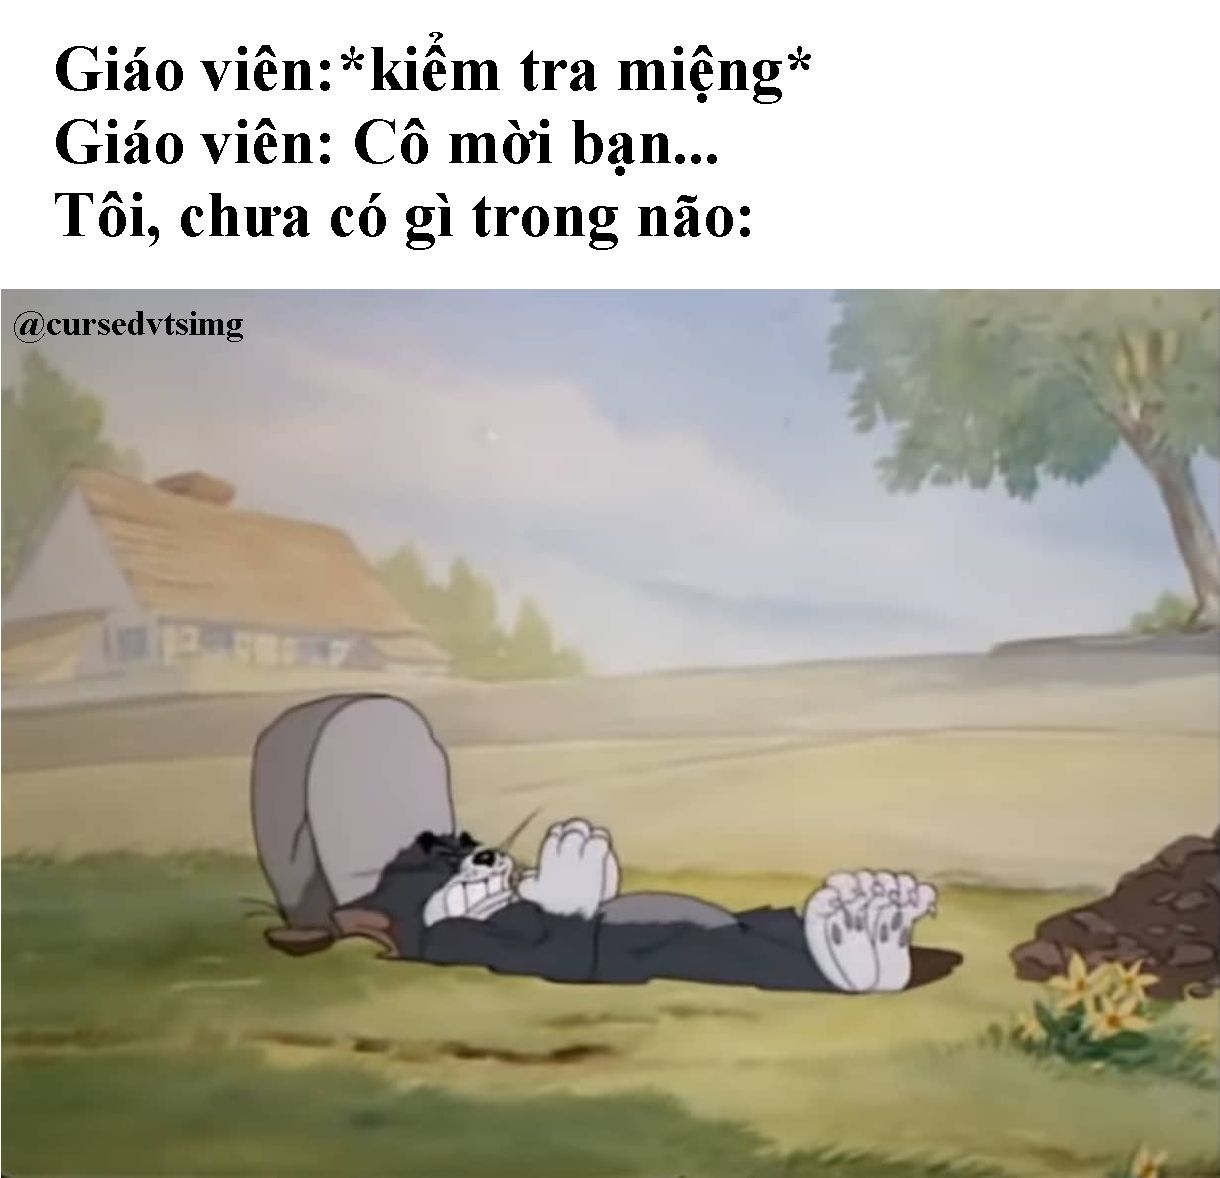 Giáo viên:*kiểm tra miệng*
Giáo viên: Cô mời bạn...
Tôi, chưa có gì trong não:
@cursedvtsimg